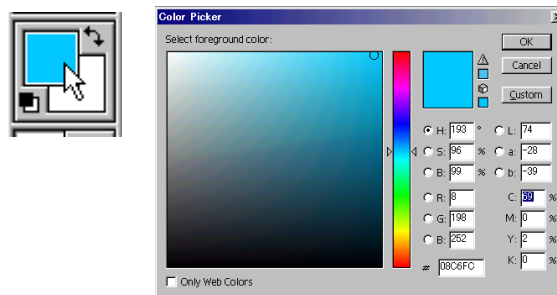 Color Picker
Select foreground color:
OK
Cancel
Custom
H: 193 ° L: 74
S: 96 % a: -28
B: 99 % b: -39
R: 8 C: 69 %
G: 198 M: 0 %
B: 252 Y: 2 %
# 08C6FC K: 0 %
Only Web Colors